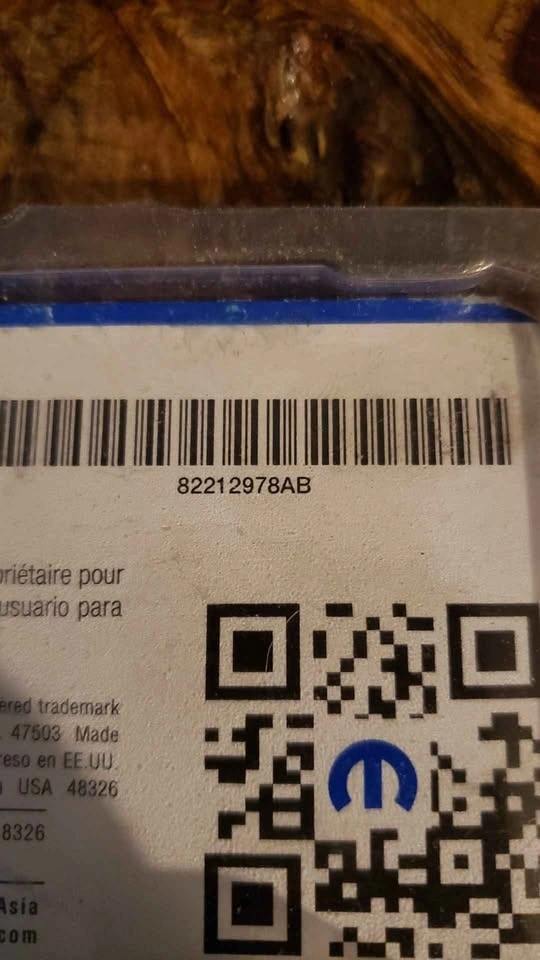 82212978AB
priétaire pour
usuario para
ered trademark
47503 Made
reso en EE.UU.
USA 48326
8326
Asia
com